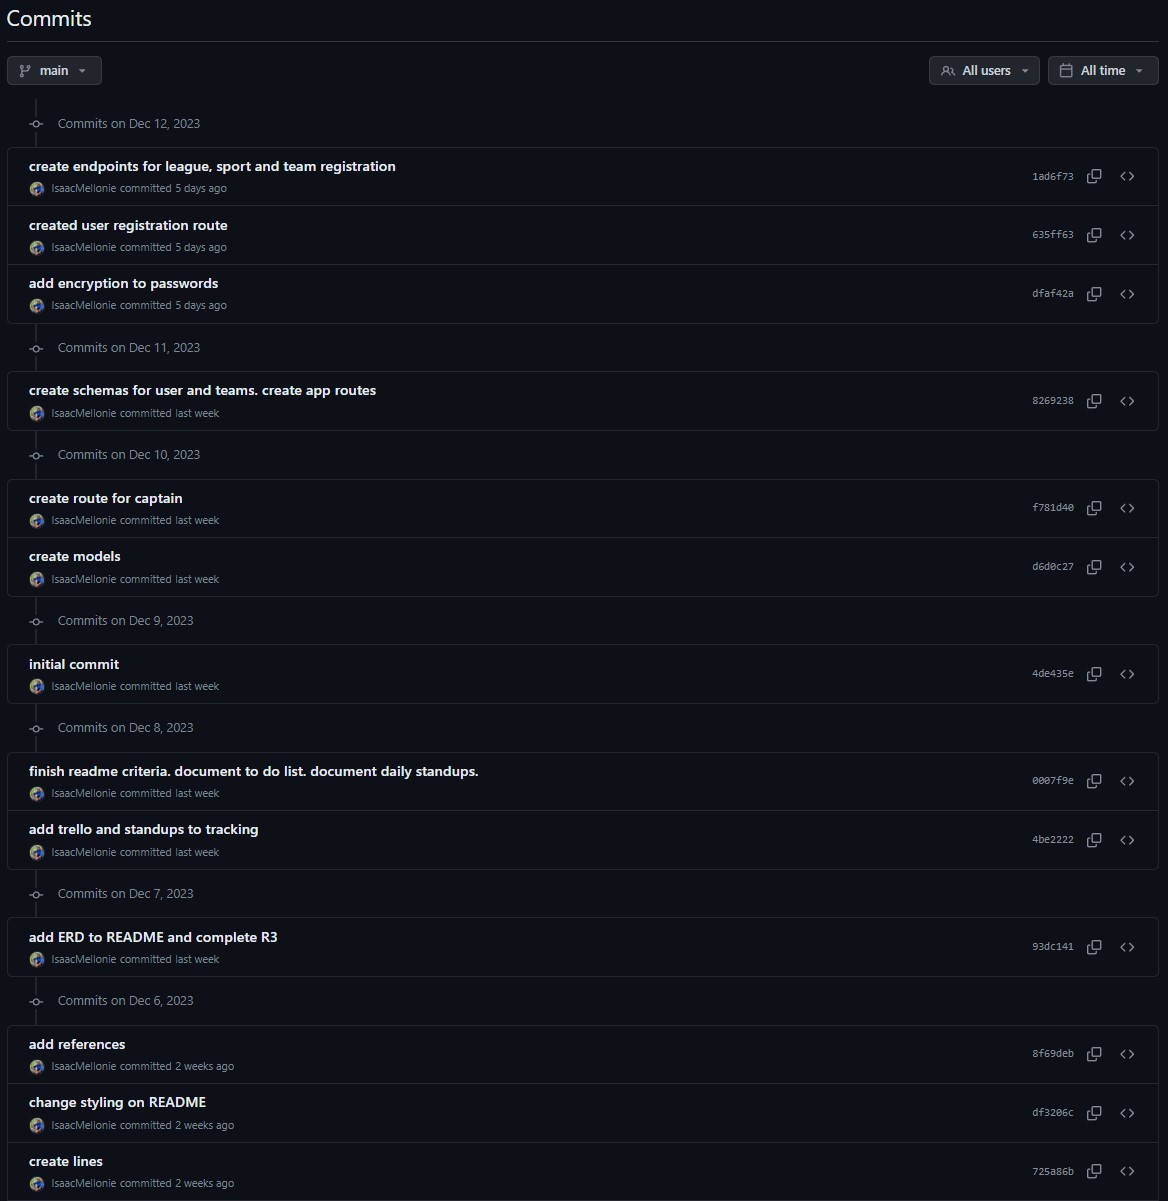 Commits
main
All users
All time
Commits on Dec 12, 2023
create endpoints for league, sport and team registration
1ad6f73
IsaacMellonie committed 5 days ago
created user registration route
635ff63
IsaacMellonie committed 5 days ago
add encryption to passwords
dfaf42a
IsaacMellonie committed 5 days ago
Commits on Dec 11, 2023
create schemas for user and teams. create app routes
8269238
IsaacMellonie committed last week
Commits on Dec 10, 2023
create route for captain
f781d40
IsaacMellonie committed last week
create models
d6d0c27
IsaacMellonie committed last week
Commits on Dec 9, 2023
initial commit
4de435e
IsaacMellonie committed last week
Commits on Dec 8, 2023
finish readme criteria. document to do list. document daily standups.
0007f9e
IsaacMellonie committed last week
add trello and standups to tracking
4be2222
IsaacMellonie committed last week
Commits on Dec 7, 2023
add ERD to README and complete R3
93dc141
IsaacMellonie committed last week
Commits on Dec 6, 2023
add references
8f69deb
IsaacMellonie committed 2 weeks ago
change styling on README
df3206c
IsaacMellonie committed 2 weeks ago
create lines
725a86b
IsaacMellonie committed 2 weeks ago